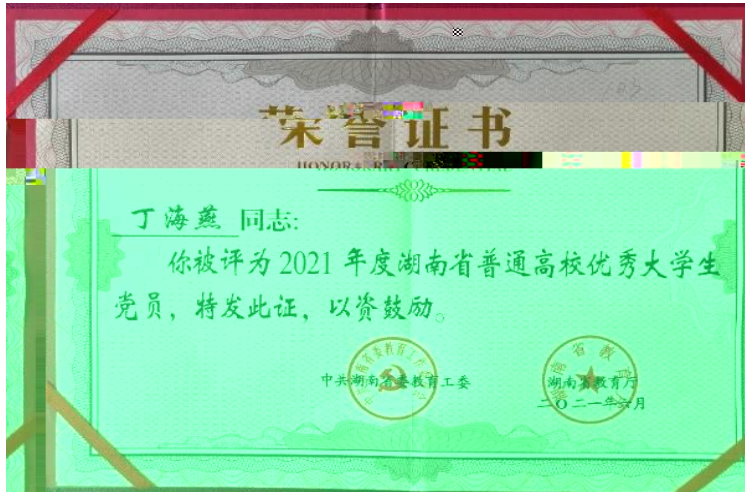 荣誉证书
丁海燕 同志:
你被评为2021年度湖南省普通高校优秀大学生
党员，特发此证，以资鼓励。
中共湖南省委教育工委 湖南省教育厅
二〇二一年六月